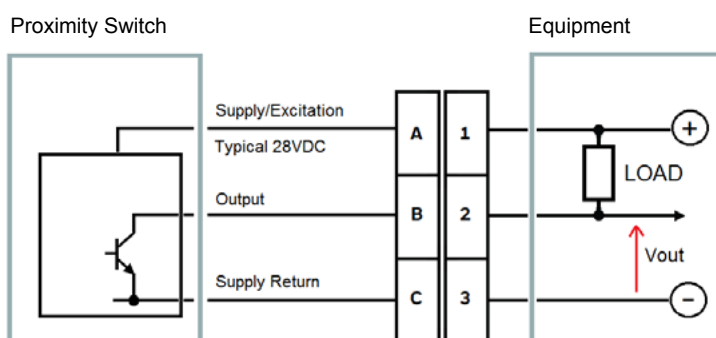 Proximity Switch
Equipment
Supply/Excitation
Typical 28VDC
A
1
+
LOAD
Output
B
2
Vout
Supply Return
C
3
−